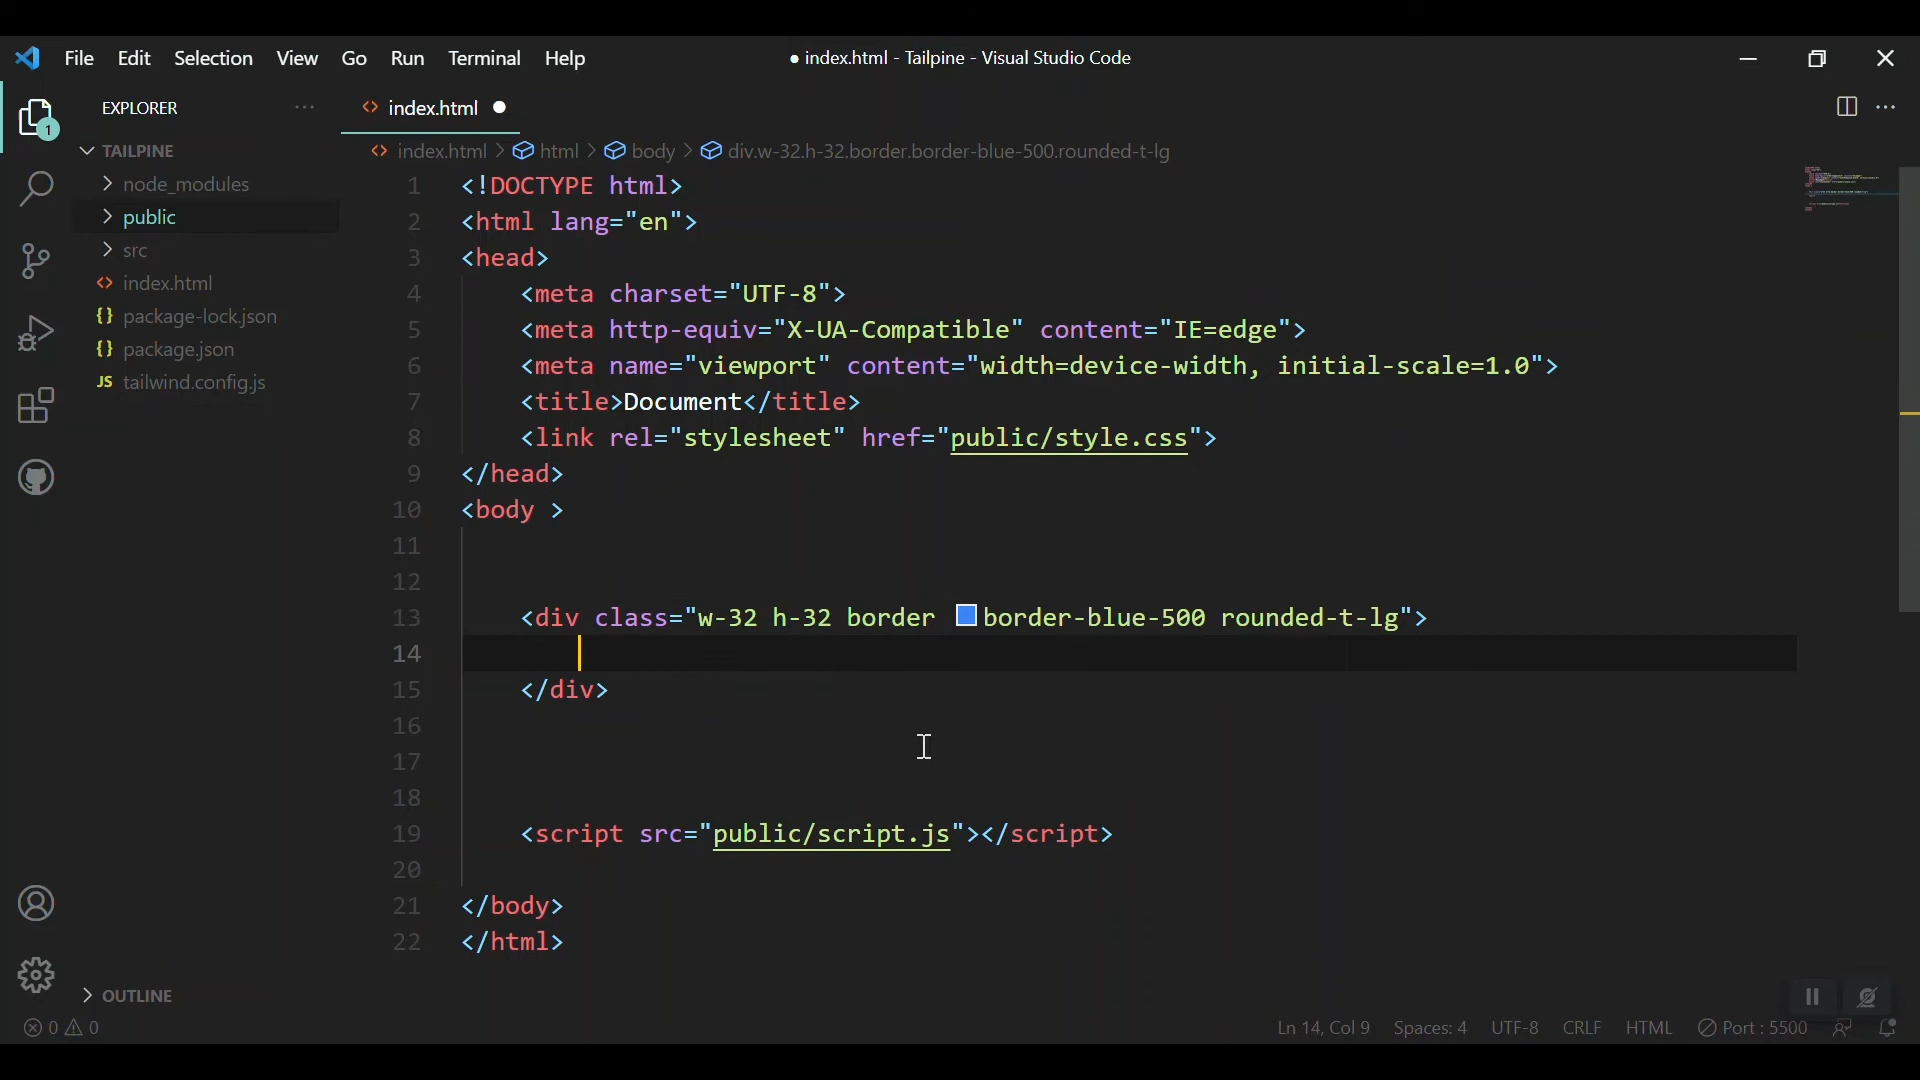 File Edit Selection View Go Run Terminal Help ● index.html - Tailpine - Visual Studio Code
EXPLORER ··· <> index.html ●
1
TAILPINE
<> index.html > html > body > div.w-32.h-32.border.border-blue-500.rounded-t-lg
node_modules
public
src
<> index.html
{} package-lock.json
{} package.json
JS tailwind.config.js
1 <!DOCTYPE html>
2 <html lang="en">
3 <head>
4 <meta charset="UTF-8">
5 <meta http-equiv="X-UA-Compatible" content="IE=edge">
6 <meta name="viewport" content="width=device-width, initial-scale=1.0">
7 <title>Document</title>
8 <link rel="stylesheet" href="public/style.css">
9 </head>
10 <body >
11
12
13 <div class="w-32 h-32 border border-blue-500 rounded-t-lg">
14
15 </div>
16
17
18
19 <script src="public/script.js"></script>
20
21 </body>
22 </html>
OUTLINE
0 0 Ln 14, Col 9 Spaces: 4 UTF-8 CRLF HTML Port : 5500